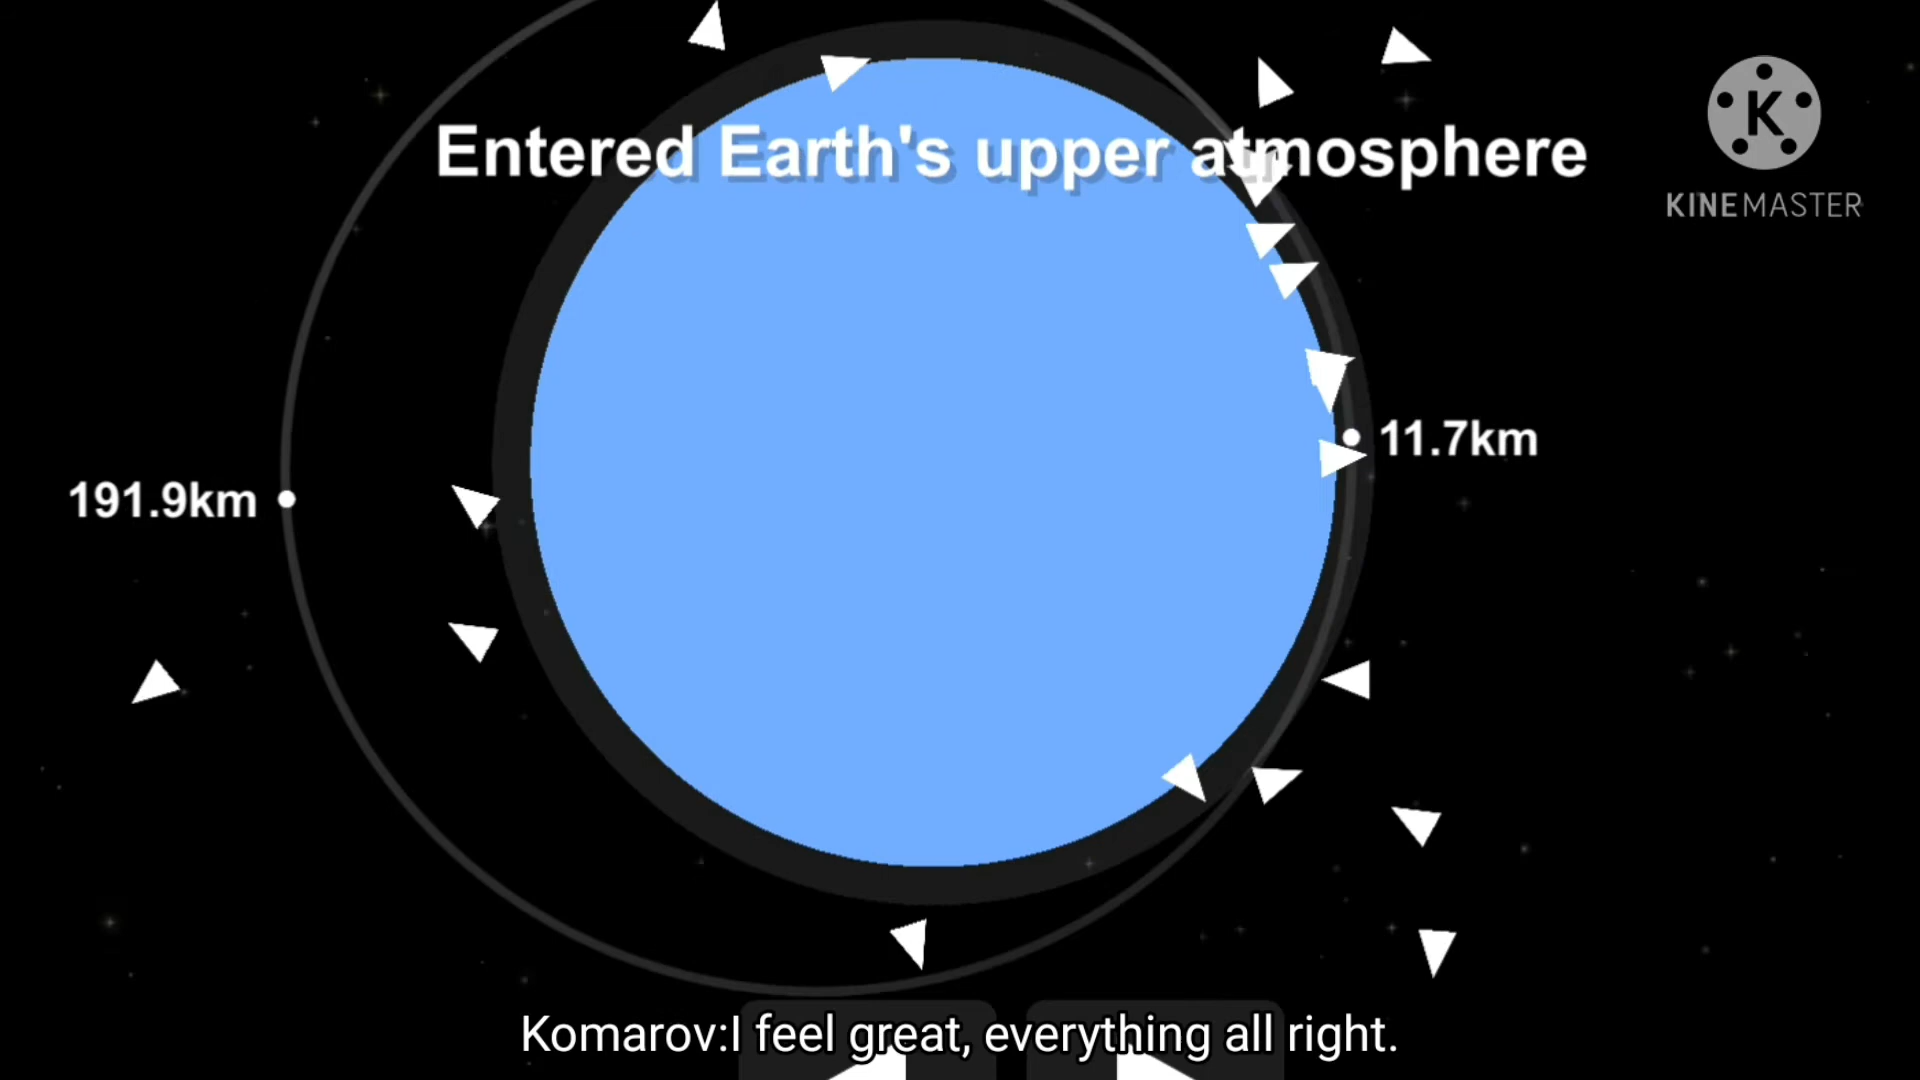 Entered Earth's upper atmosphere
K
KINEMASTER
11.7km
191.9km
Komarov:I feel great, everything all right.